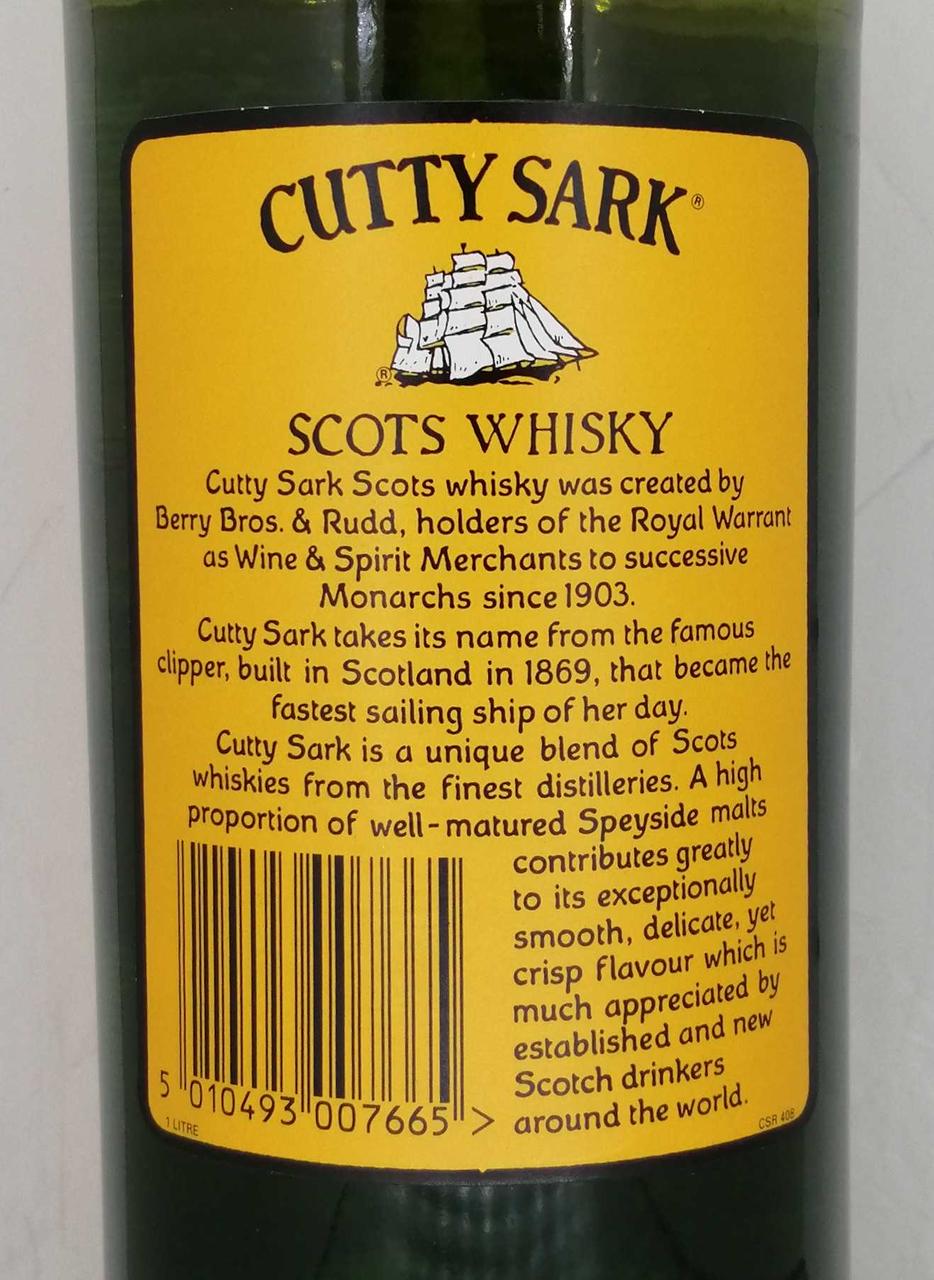 CUTTY SARK®
®
SCOTS WHISKY
Cutty Sark Scots whisky was created by
Berry Bros. & Rudd, holders of the Royal Warrant
as Wine & Spirit Merchants to successive
Monarchs since 1903.
Cutty Sark takes its name from the famous
clipper, built in Scotland in 1869, that became the
fastest sailing ship of her day.
Cutty Sark is a unique blend of Scots
whiskies from the finest distilleries. A high
proportion of well-matured Speyside malts
contributes greatly
to its exceptionally
smooth, delicate, yet
crisp flavour which is
much appreciated by
established and new
Scotch drinkers
around the world.
5 010493 007665 >
1 LITRE
CSR 40B